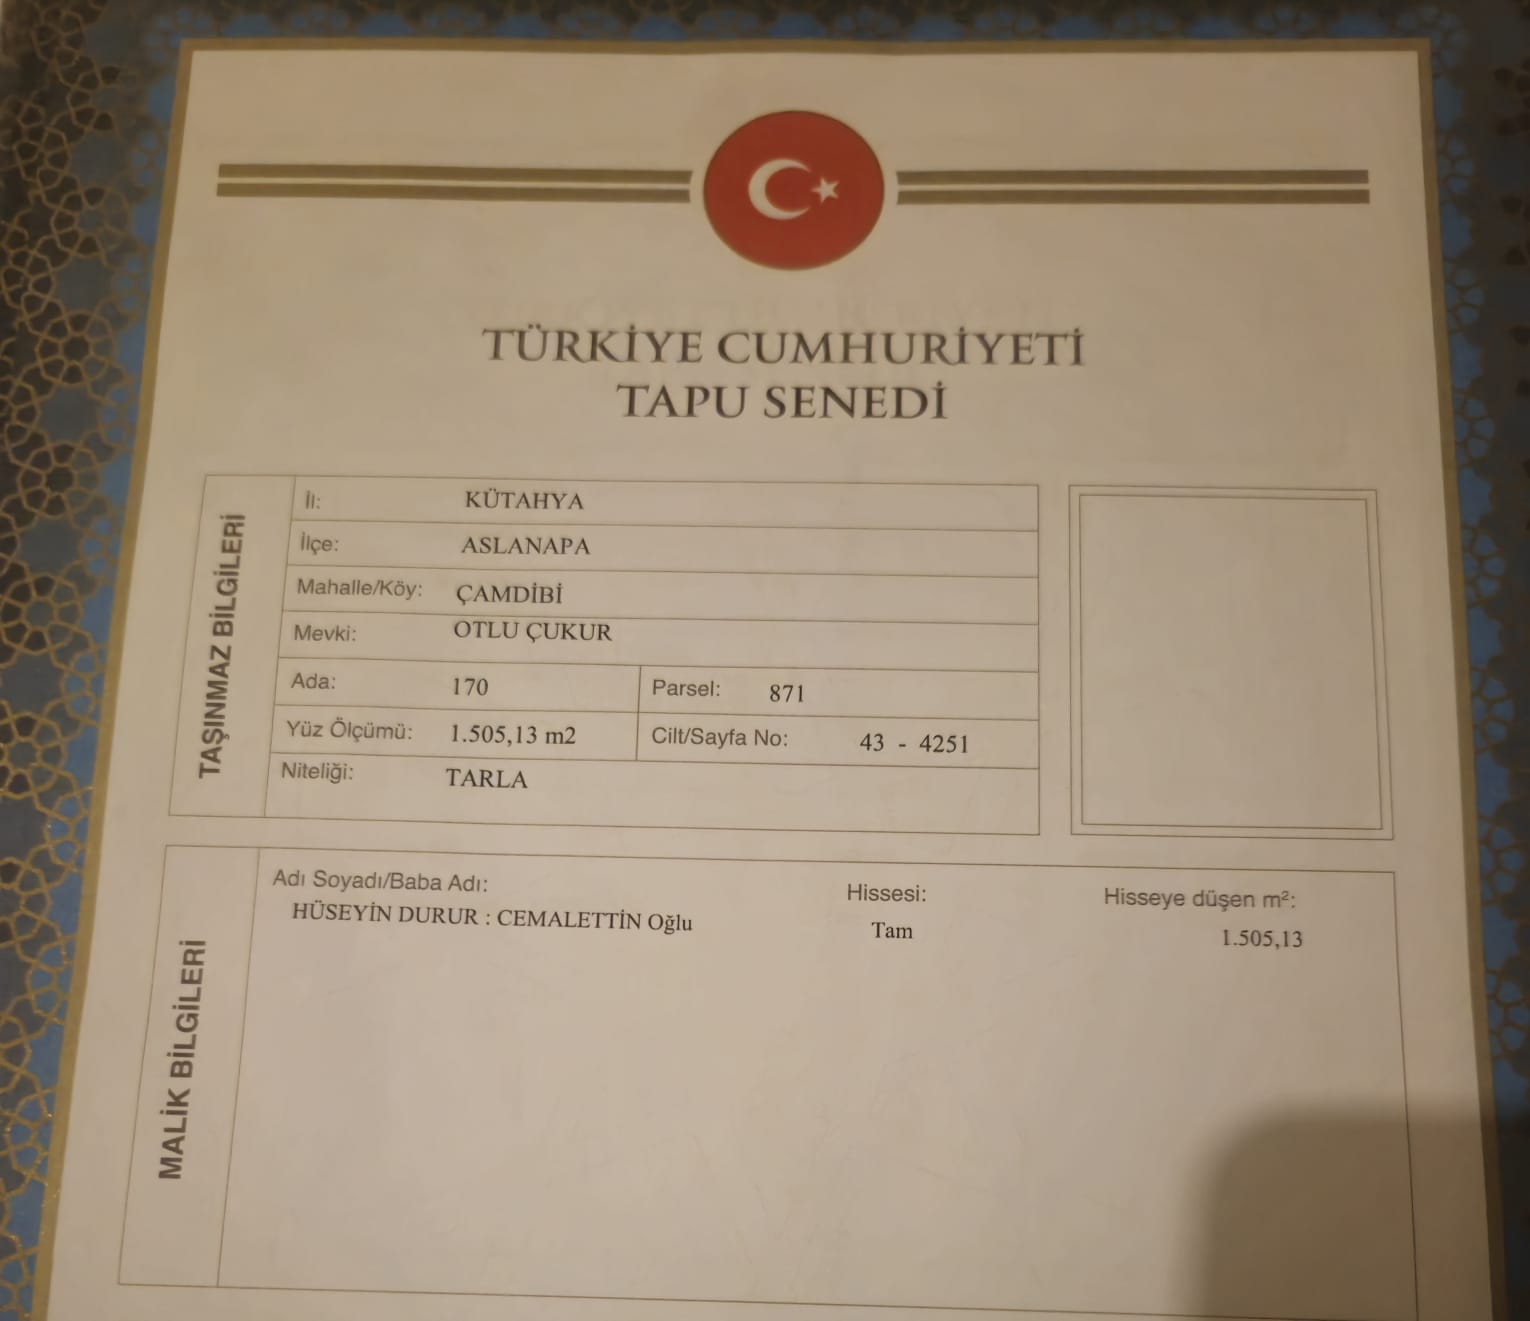 TÜRKİYE CUMHURİYETİ
TAPU SENEDİ
TAŞINMAZ BİLGİLERİ
İl: KÜTAHYA
İlçe: ASLANAPA
Mahalle/Köy: ÇAMDİBİ
Mevki: OTLU ÇUKUR
Ada: 170 Parsel: 871
Yüz Ölçümü: 1.505,13 m2 Cilt/Sayfa No: 43 - 4251
Niteliği: TARLA
MALİK BİLGİLERİ
Adı Soyadı/Baba Adı: Hissesi: Hisseye düşen m²:
HÜSEYİN DURUR : CEMALETTİN Oğlu Tam 1.505,13